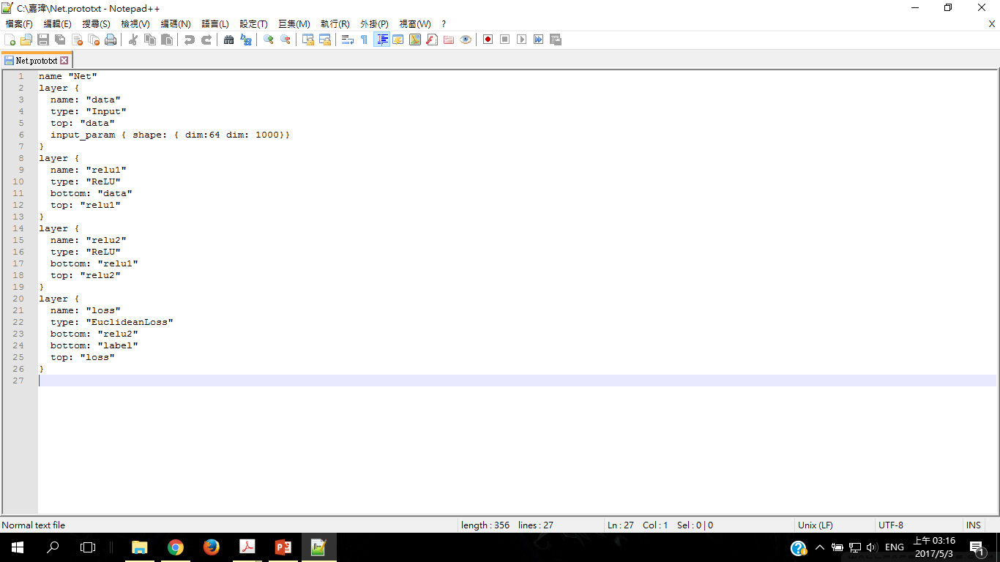 C:\嘉瑋\Net.prototxt - Notepad++
檔案(F) 編輯(E) 搜尋(S) 檢視(V) 編碼(N) 語言(L) 設定(T) 巨集(M) 執行(R) 外掛(P) 視窗(W) ? X
Net.prototxt
1 name "Net"
2 layer {
3 name: "data"
4 type: "Input"
5 top: "data"
6 input_param { shape: { dim:64 dim: 1000}}
7 }
8 layer {
9 name: "relu1"
10 type: "ReLU"
11 bottom: "data"
12 top: "relu1"
13 }
14 layer {
15 name: "relu2"
16 type: "ReLU"
17 bottom: "relu1"
18 top: "relu2"
19 }
20 layer {
21 name: "loss"
22 type: "EuclideanLoss"
23 bottom: "relu2"
24 bottom: "label"
25 top: "loss"
26 }
27
Normal text file length : 356 lines : 27 Ln : 27 Col : 1 Sel : 0 | 0 Unix (LF) UTF-8 INS
ENG 上午 03:16
2017/5/3
1